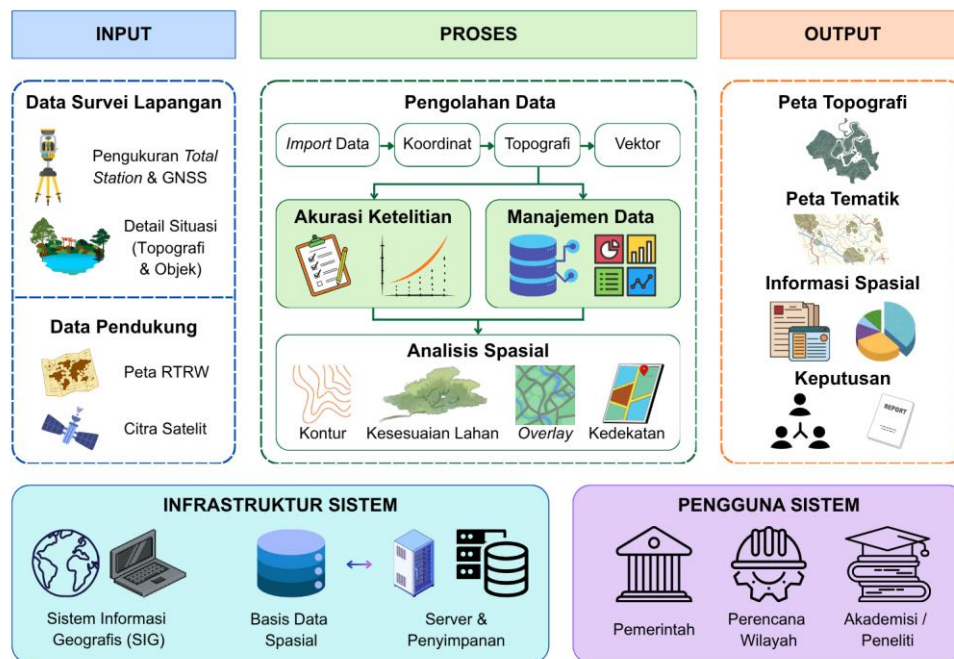 INPUT
PROSES
OUTPUT
Data Survei Lapangan
Pengukuran Total
Station & GNSS
Detail Situasi
(Topografi
& Objek)
Data Pendukung
Peta RTRW
Citra Satelit
Pengolahan Data
Import Data
Koordinat
Topografi
Vektor
Akurasi Ketelitian
Manajemen Data
Analisis Spasial
Kontur
Kesesuaian Lahan
Overlay
Kedekatan
Peta Topografi
Peta Tematik
Informasi Spasial
Keputusan
REPORT
INFRASTRUKTUR SISTEM
Sistem Informasi
Geografis (SIG)
Basis Data
Spasial
Server &
Penyimpanan
PENGGUNA SISTEM
Pemerintah
Perencana
Wilayah
Akademisi /
Peneliti